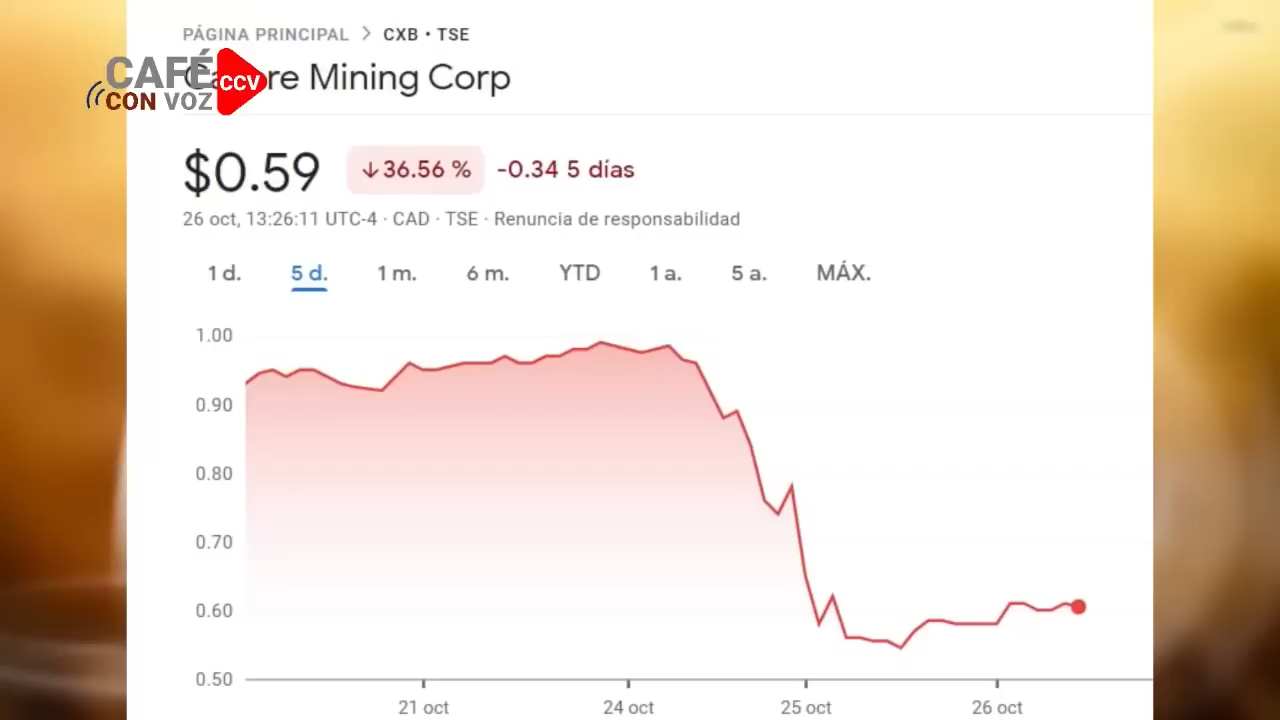 PÁGINA PRINCIPAL > CXB • TSE
CAFÉ
CON VOZ
CCV
re Mining Corp
$0.59 ↓36.56 % -0.34 5 días
26 oct, 13:26:11 UTC-4 · CAD · TSE · Renuncia de responsabilidad
1 d. 5 d. 1 m. 6 m. YTD 1 a. 5 a. MÁX.
1.00
0.90
0.80
0.70
0.60
0.50
21 oct 24 oct 25 oct 26 oct